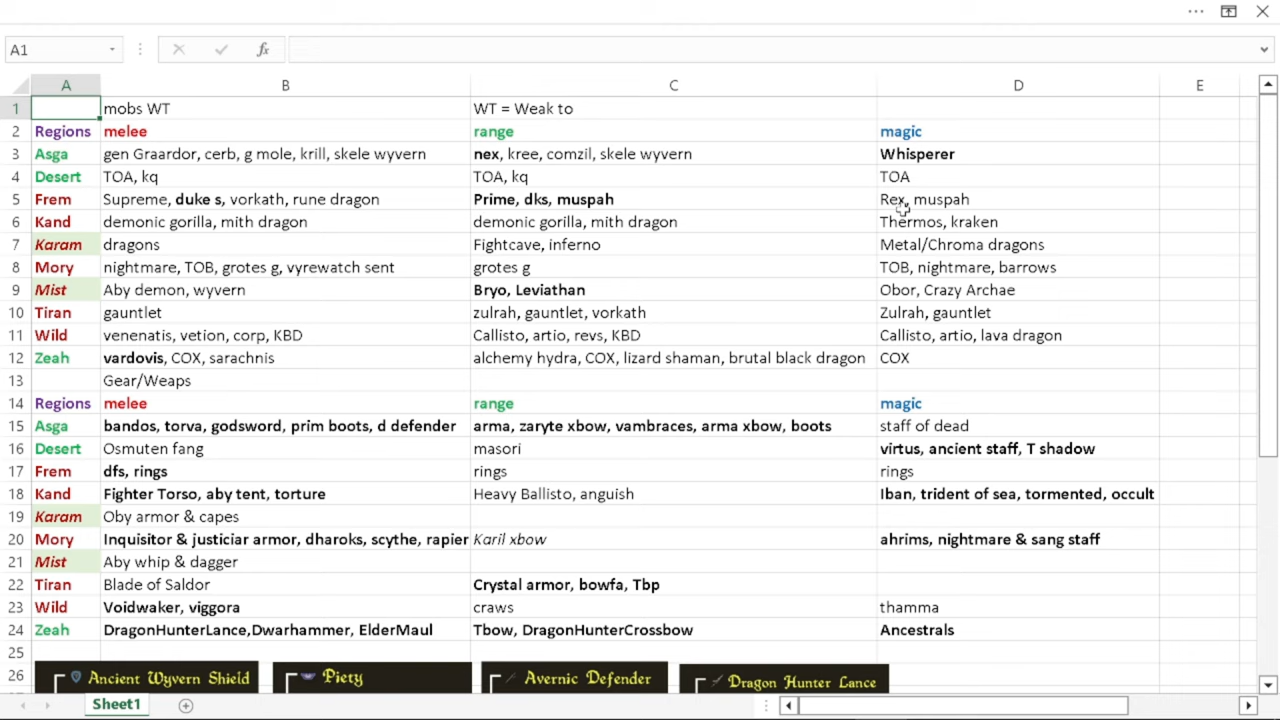 A1 fx
A B C D E
1 mobs WT WT = Weak to
2 Regions melee range magic
3 Asga gen Graardor, cerb, g mole, krill, skele wyvern nex, kree, comzil, skele wyvern Whisperer
4 Desert TOA, kq TOA, kq TOA
5 Frem Supreme, duke s, vorkath, rune dragon Prime, dks, muspah Rex, muspah
6 Kand demonic gorilla, mith dragon demonic gorilla, mith dragon Thermos, kraken
7 Karam dragons Fightcave, inferno Metal/Chroma dragons
8 Mory nightmare, TOB, grotes g, vyrewatch sent grotes g TOB, nightmare, barrows
9 Mist Aby demon, wyvern Bryo, Leviathan Obor, Crazy Archae
10 Tiran gauntlet zulrah, gauntlet, vorkath Zulrah, gauntlet
11 Wild venenatis, vetion, corp, KBD Callisto, artio, revs, KBD Callisto, artio, lava dragon
12 Zeah vardovis, COX, sarachnis alchemy hydra, COX, lizard shaman, brutal black dragon COX
13 Gear/Weaps
14 Regions melee range magic
15 Asga bandos, torva, godsword, prim boots, d defender arma, zaryte xbow, vambraces, arma xbow, boots staff of dead
16 Desert Osmuten fang masori virtus, ancient staff, T shadow
17 Frem dfs, rings rings rings
18 Kand Fighter Torso, aby tent, torture Heavy Ballisto, anguish Iban, trident of sea, tormented, occult
19 Karam Oby armor & capes
20 Mory Inquisitor & justiciar armor, dharoks, scythe, rapier Karil xbow ahrims, nightmare & sang staff
21 Mist Aby whip & dagger
22 Tiran Blade of Saldor Crystal armor, bowfa, Tbp
23 Wild Voidwaker, viggora craws thamma
24 Zeah DragonHunterLance,Dwarhammer, ElderMaul Tbow, DragonHunterCrossbow Ancestrals
25
26 Ancient Wyvern Shield Piety Avernic Defender Dragon Hunter Lance
Sheet1